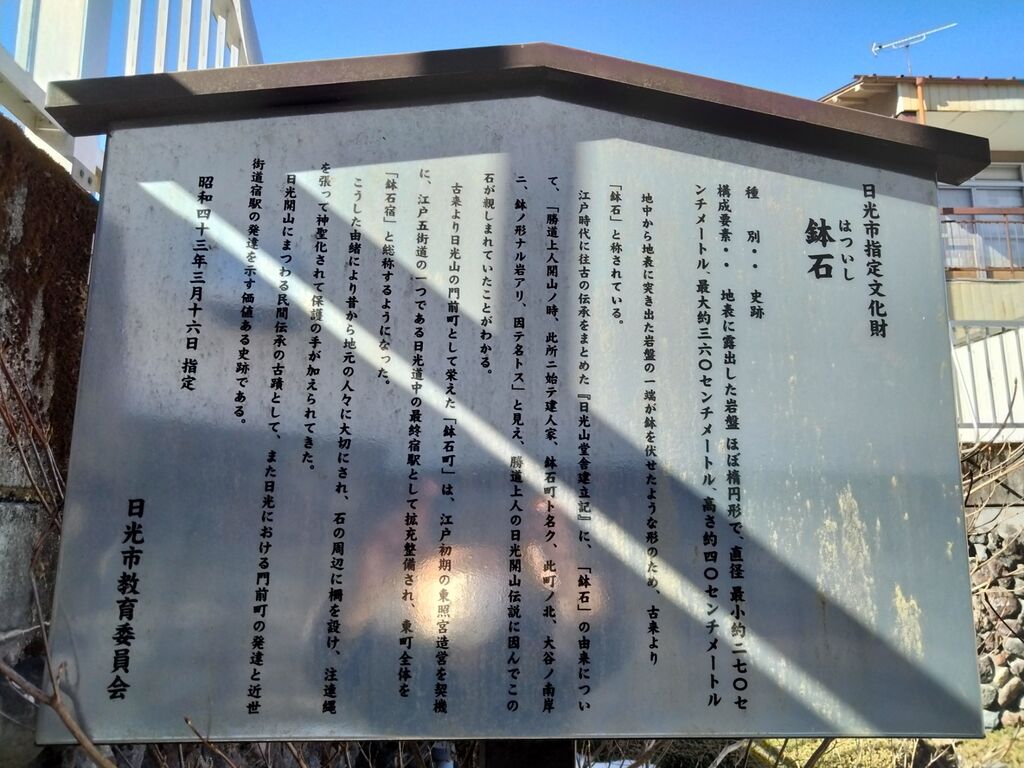 日光市指定文化財
はついし
鉢石
種　別・・　史跡
構成要素・・　地表に露出した岩盤 ほぼ楕円形で、直径 最小約二七〇セ
ンチメートル、最大約三六〇センチメートル、高さ約四〇センチメートル
地中から地表に突き出た岩盤の一端が鉢を伏せたような形のため、古来より
「鉢石」と称されている。
江戸時代に往古の伝承をまとめた『日光山堂舎建立記』に、「鉢石」の由来につい
て、「勝道上人開山ノ時、此所ニ始テ建人家、鉢石町ト名ク、此町ノ北、大谷ノ南岸
ニ、鉢ノ形ナル岩アリ、因テ名トス」と見え、勝道上人の日光開山伝説に因んでこの
石が親しまれていたことがわかる。
古来より日光山の門前町として栄えた「鉢石町」は、江戸初期の東照宮造営を契機
に、江戸五街道の一つである日光道中の最終宿駅として拡充整備され、東町全体を
「鉢石宿」と総称するようになった。
こうした由緒により昔から地元の人々に大切にされ、石の周辺に柵を設け、注連縄
を張って神聖化されて保護の手が加えられてきた。
日光開山にまつわる民間伝承の古蹟として、また日光における門前町の発達と近世
街道宿駅の発達を示す価値ある史跡である。
昭和四十三年三月十六日 指定
日光市教育委員会